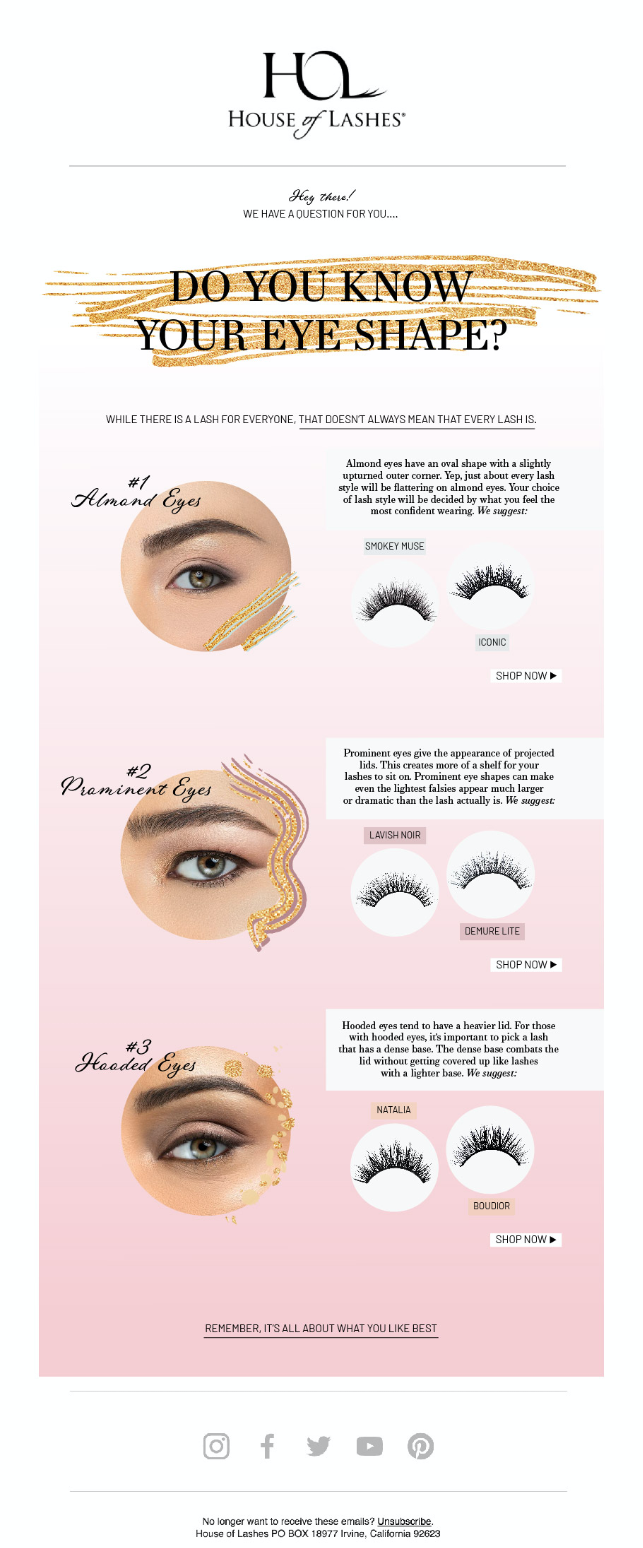 HOL
HOUSE of LASHES®
Hey there!
WE HAVE A QUESTION FOR YOU....
DO YOU KNOW
YOUR EYE SHAPE?
WHILE THERE IS A LASH FOR EVERYONE, THAT DOESN'T ALWAYS MEAN THAT EVERY LASH IS.
#1
Almond Eyes
Almond eyes have an oval shape with a slightly
upturned outer corner. Yep, just about every lash
style will be flattering on almond eyes. Your choice
of lash style will be decided by what you feel the
most confident wearing. We suggest:
SMOKEY MUSE
ICONIC
SHOP NOW ▶
#2
Prominent Eyes
Prominent eyes give the appearance of projected
lids. This creates more of a shelf for your
lashes to sit on. Prominent eye shapes can make
even the lightest falsies appear much larger
or dramatic than the lash actually is. We suggest:
LAVISH NOIR
DEMURE LITE
SHOP NOW ▶
#3
Hooded Eyes
Hooded eyes tend to have a heavier lid. For those
with hooded eyes, it's important to pick a lash
that has a dense base. The dense base combats the
lid without getting covered up like lashes
with a lighter base. We suggest:
NATALIA
BOUDIOR
SHOP NOW ▶
REMEMBER, IT'S ALL ABOUT WHAT YOU LIKE BEST
No longer want to receive these emails? Unsubscribe.
House of Lashes PO BOX 18977 Irvine, California 92623